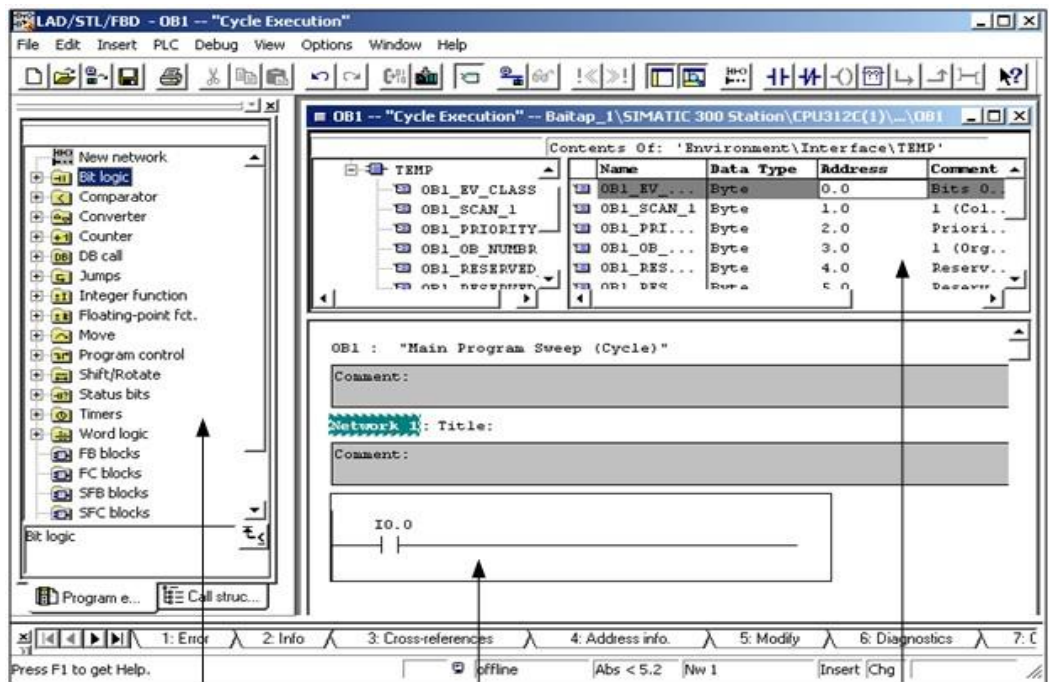 LAD/STL/FBD - OB1 -- "Cycle Execution"
File Edit Insert PLC Debug View Options Window Help
OB1 -- "Cycle Execution" -- Baitap_1\SIMATIC 300 Station\CPU312C(1)\...\OB1
Contents Of: 'Environment\Interface\TEMP'
New network
Bit logic
Comparator
Converter
Counter
DB call
Jumps
Integer function
Floating-point fct.
Move
Program control
Shift/Rotate
Status bits
Timers
Word logic
FB blocks
FC blocks
SFB blocks
SFC blocks
Bit logic
Program e... Call struc...
TEMP
OB1_EV_CLASS
OB1_SCAN_1
OB1_PRIORITY
OB1_OB_NUMBR
OB1_RESERVED
Name Data Type Address Comment
OB1_EV_... Byte 0.0 Bits 0..
OB1_SCAN_1 Byte 1.0 1 (Col..
OB1_PRI... Byte 2.0 Priori..
OB1_OB_... Byte 3.0 1 (Org..
OB1_RES... Byte 4.0 Reserv..
OB1 : "Main Program Sweep (Cycle)"
Comment:
Network 1: Title:
Comment:
I0.0
1: Error 2: Info 3: Cross-references 4: Address info. 5: Modify 6: Diagnostics
Press F1 to get Help. offline Abs < 5.2 Nw 1 Insert Chg